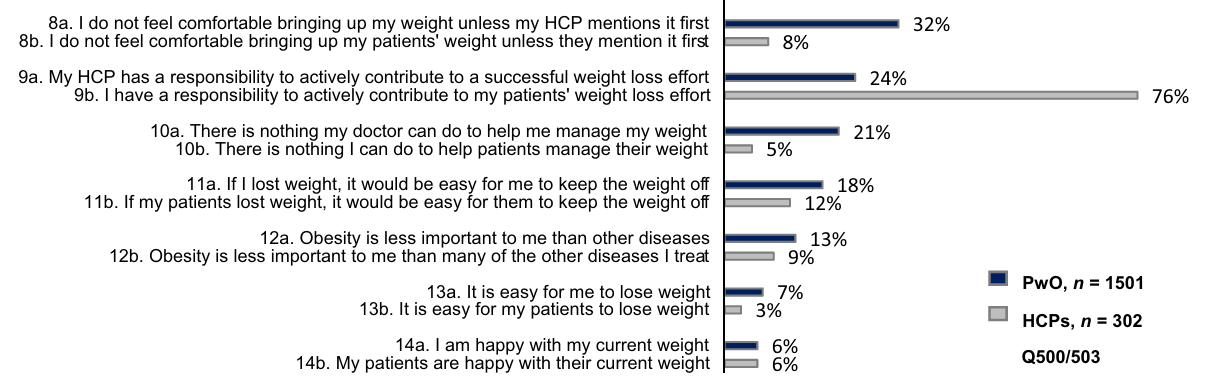 8a. I do not feel comfortable bringing up my weight unless my HCP mentions it first 32%
8b. I do not feel comfortable bringing up my patients' weight unless they mention it first 8%
9a. My HCP has a responsibility to actively contribute to a successful weight loss effort 24%
9b. I have a responsibility to actively contribute to my patients' weight loss effort 76%
10a. There is nothing my doctor can do to help me manage my weight 21%
10b. There is nothing I can do to help patients manage their weight 5%
11a. If I lost weight, it would be easy for me to keep the weight off 18%
11b. If my patients lost weight, it would be easy for them to keep the weight off 12%
12a. Obesity is less important to me than other diseases 13%
12b. Obesity is less important to me than many of the other diseases I treat 9%
13a. It is easy for me to lose weight 7%
13b. It is easy for my patients to lose weight 3%
14a. I am happy with my current weight 6%
14b. My patients are happy with their current weight 6%
PwO, n = 1501
HCPs, n = 302
Q500/503